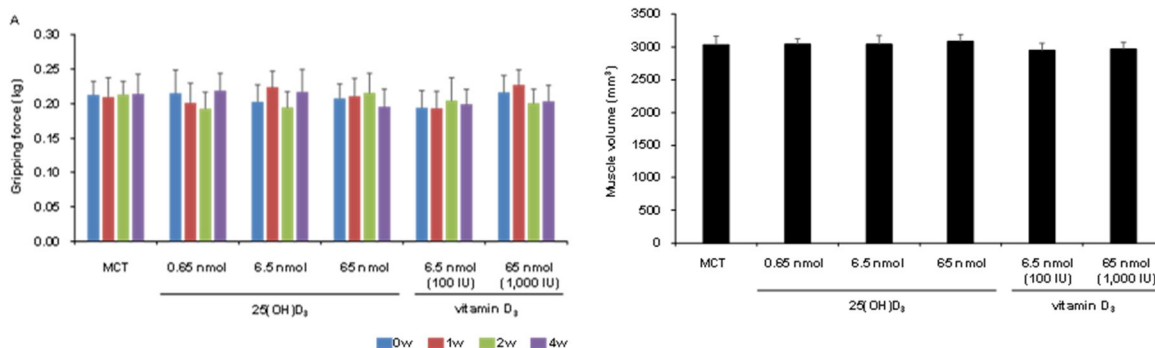 A
Gripping force (kg)
0.30
0.25
0.20
0.15
0.10
0.05
0.00
MCT
0.65 nmol
6.5 nmol
65 nmol
6.5 nmol
(100 IU)
65 nmol
(1,000 IU)
25(OH)D₃
vitamin D₃
0w 1w 2w 4w
Muscle volume (mm³)
3500
3000
2500
2000
1500
1000
500
0
MCT
0.65 nmol
6.5 nmol
65 nmol
6.5 nmol
(100 IU)
65 nmol
(1,000 IU)
25(OH)D₃
vitamin D₃